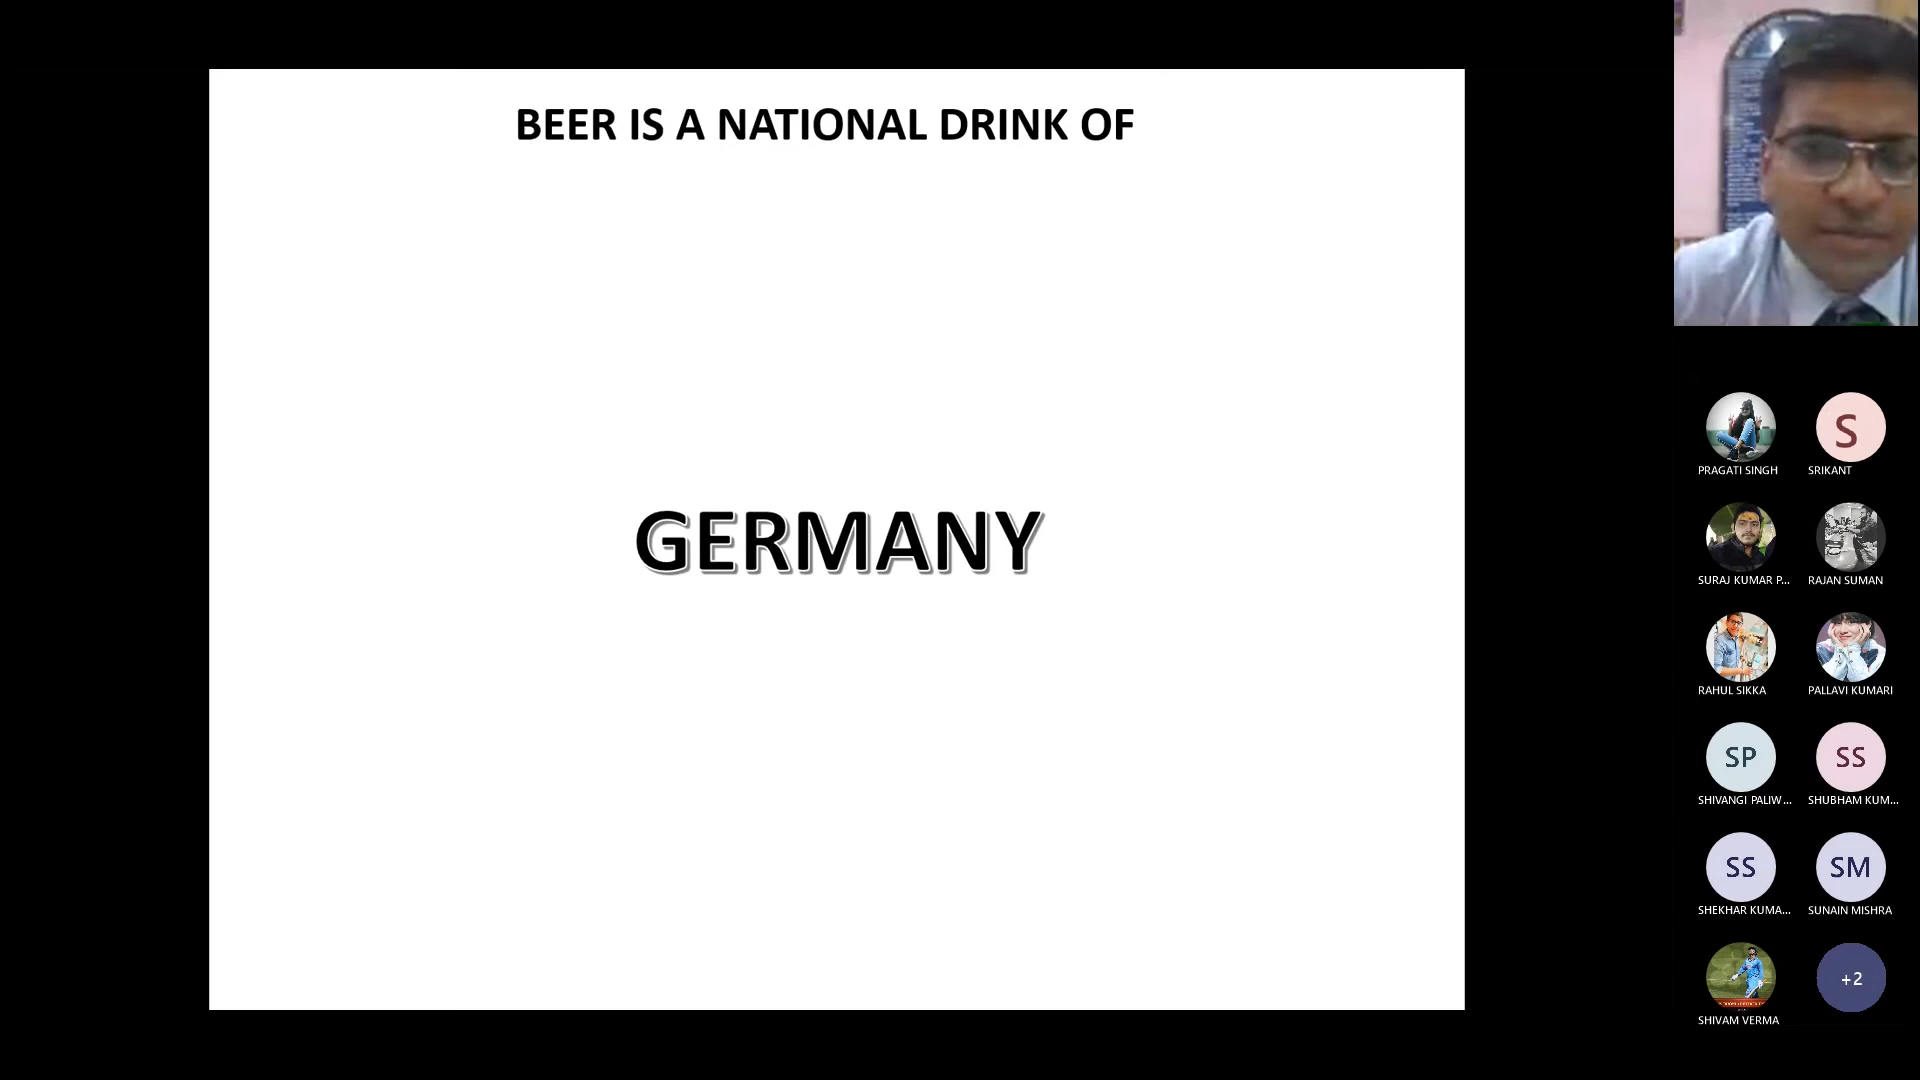 BEER IS A NATIONAL DRINK OF
GERMANY
PRAGATI SINGH
S
SRIKANT
SURAJ KUMAR P...
RAJAN SUMAN
RAHUL SIKKA
PALLAVI KUMARI
SP
SHIVANGI PALIW...
SS
SHUBHAM KUM...
SS
SHEKHAR KUMA...
SM
SUNAIN MISHRA
SHIVAM VERMA
+2